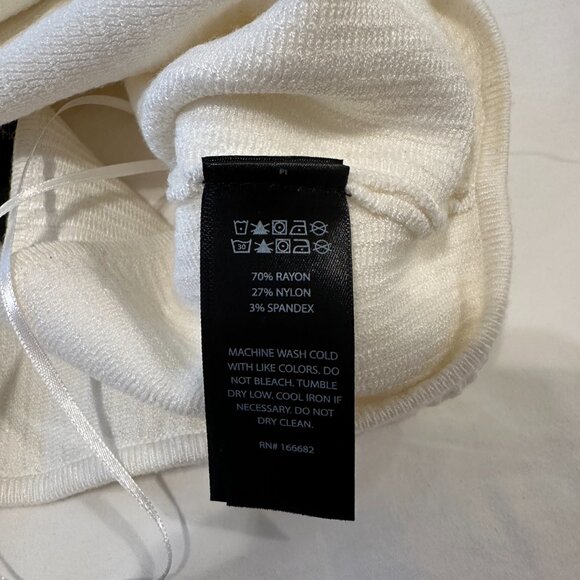 30
70% RAYON
27% NYLON
3% SPANDEX
MACHINE WASH COLD
WITH LIKE COLORS. DO
NOT BLEACH. TUMBLE
DRY LOW. COOL IRON IF
NECESSARY. DO NOT
DRY CLEAN.
RN# 166682